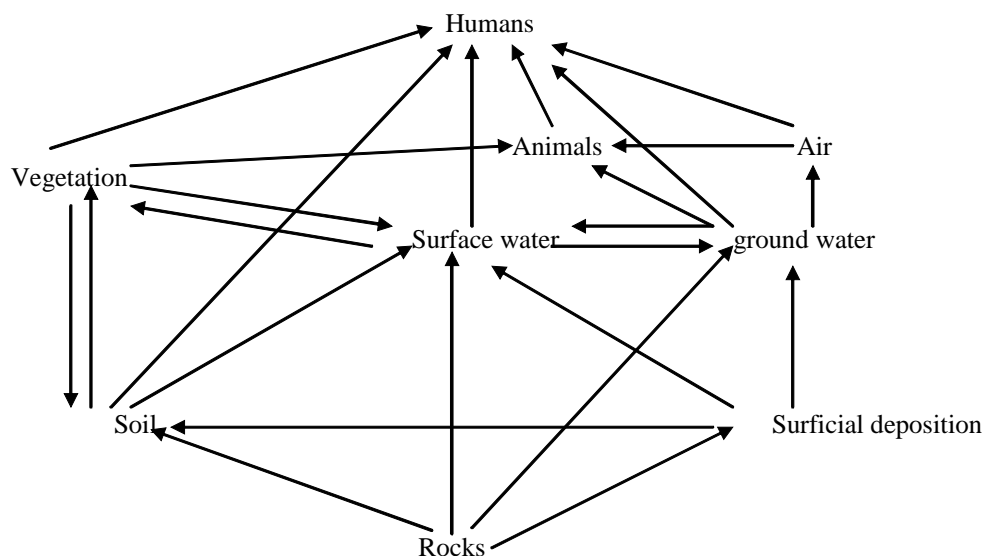 Humans
Animals
Air
Vegetation
Surface water
ground water
Soil
Surficial deposition
Rocks